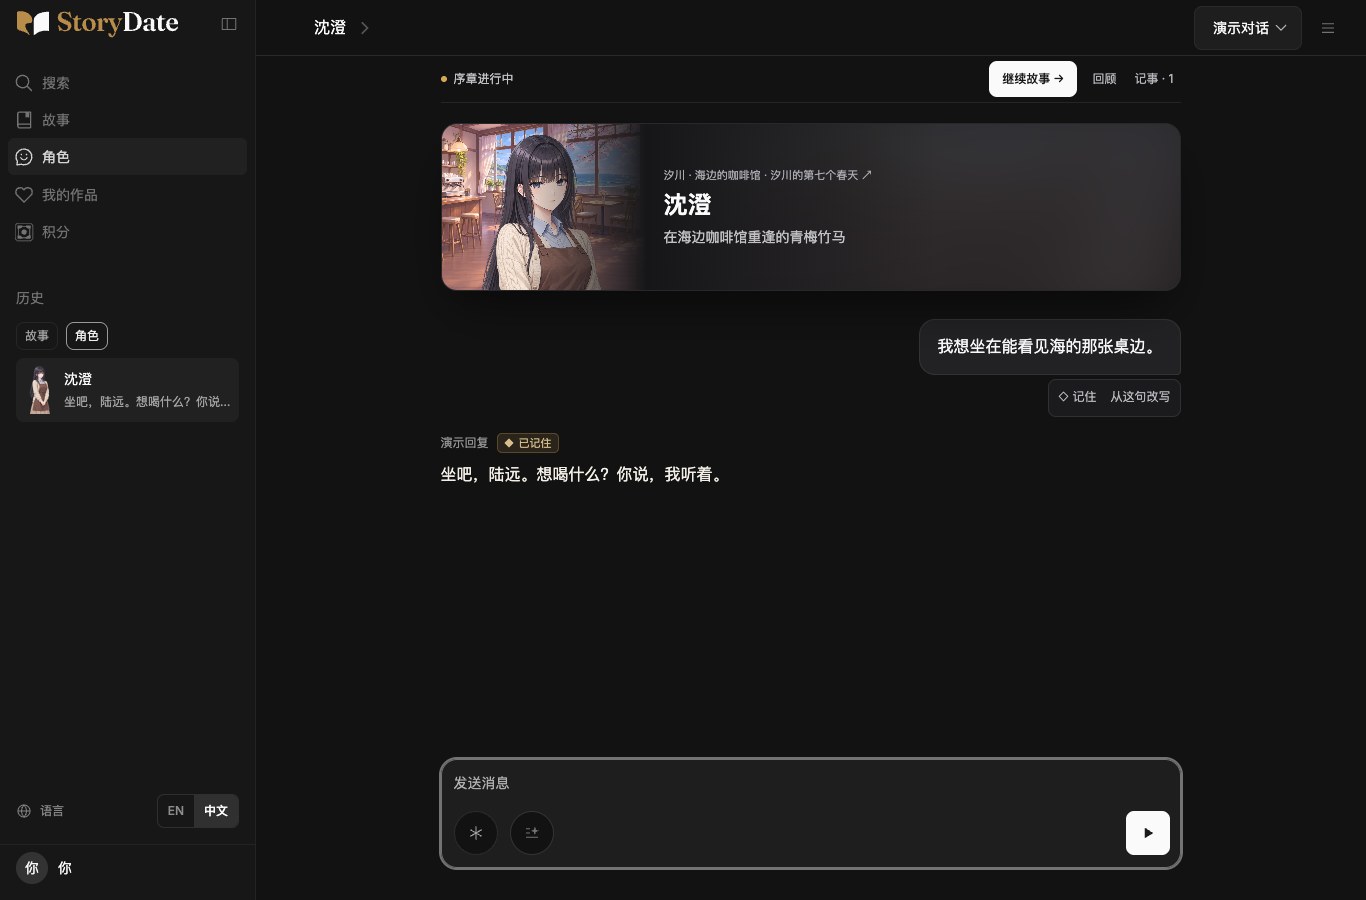 StoryDate
搜索
故事
角色
我的作品
积分
历史
故事 角色
沈澄
坐吧，陆远。想喝什么？你说...
语言 EN 中文
你 你
沈澄
演示对话
序章进行中
继续故事 → 回顾 记事 · 1
汐川 · 海边的咖啡馆 · 汐川的第七个春天 ↗
沈澄
在海边咖啡馆重逢的青梅竹马
我想坐在能看见海的那张桌边。
◇ 记住 从这句改写
演示回复 ◆ 已记住
坐吧，陆远。想喝什么？你说，我听着。
发送消息